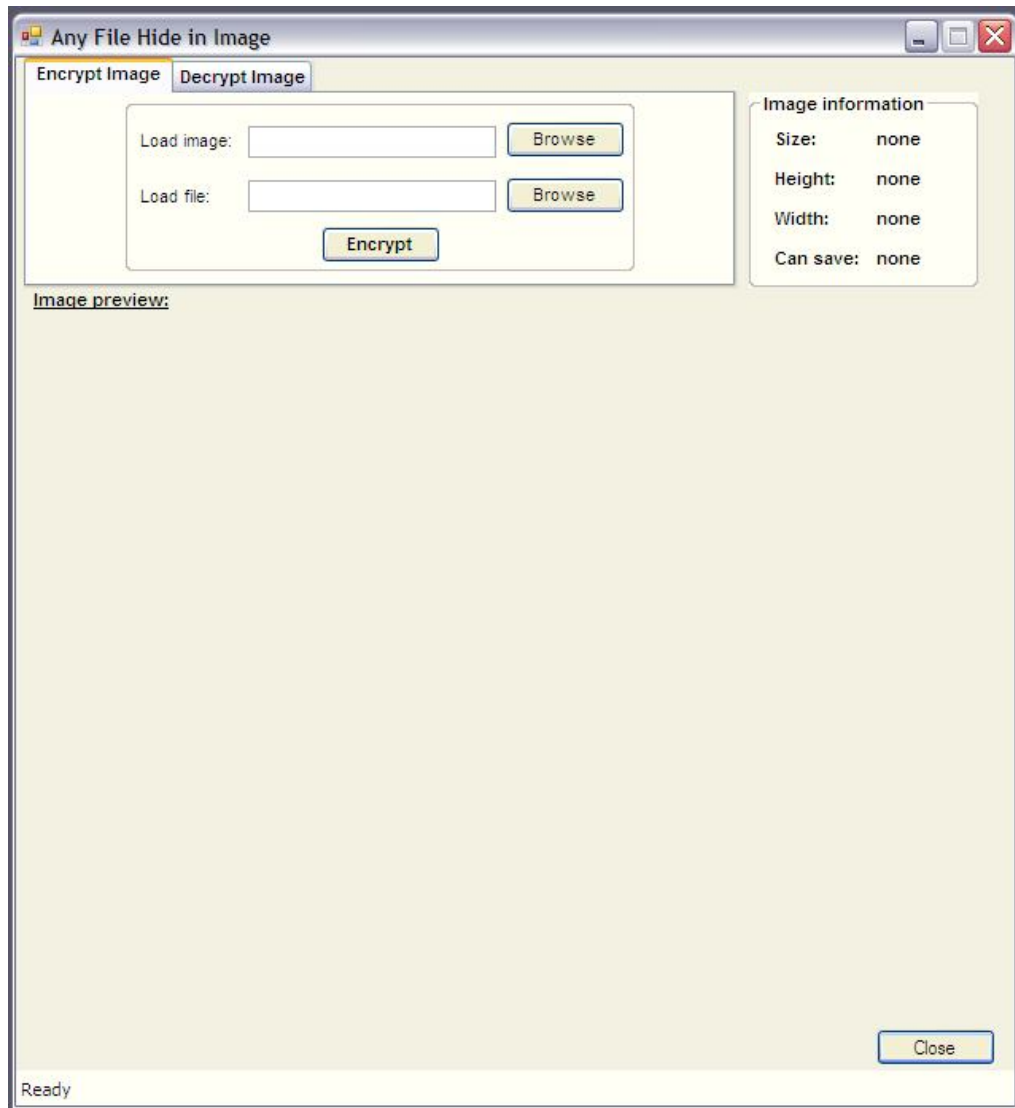 Any File Hide in Image
Encrypt Image Decrypt Image
Load image: Browse
Load file: Browse
Encrypt
Image information
Size: none
Height: none
Width: none
Can save: none
Image preview:
Close
Ready